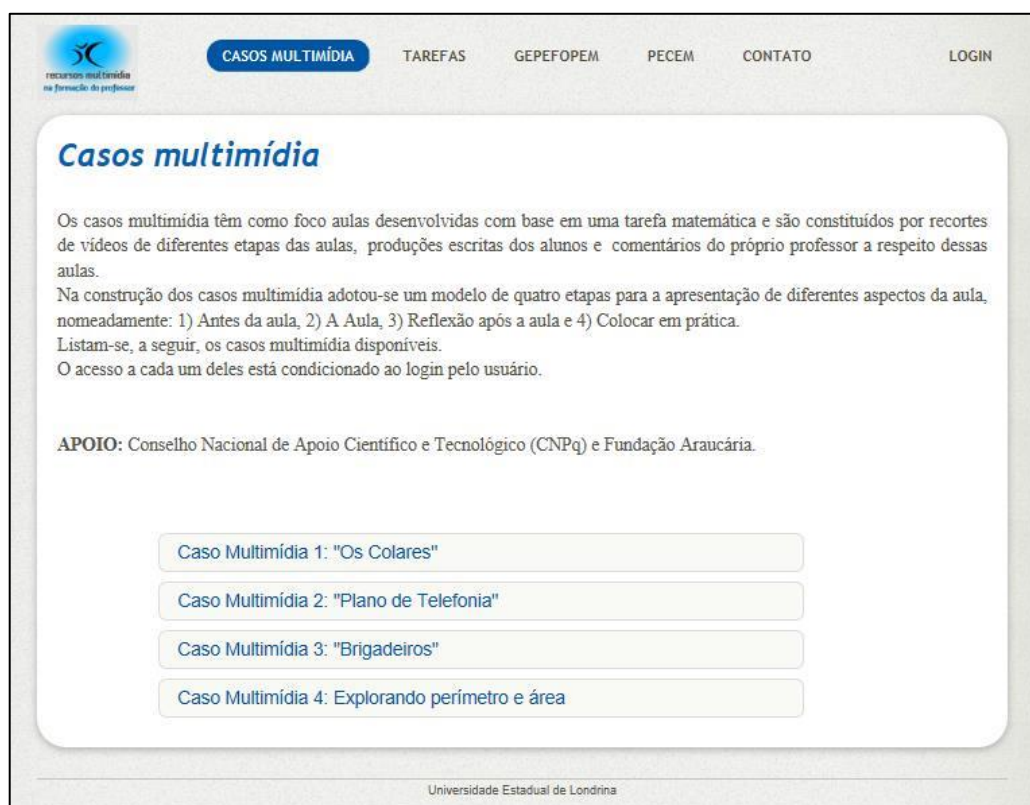 recursos multimídia
na formação do professor
CASOS MULTIMÍDIA TAREFAS GEPEFOPEM PECEM CONTATO LOGIN
Casos multimídia
Os casos multimídia têm como foco aulas desenvolvidas com base em uma tarefa matemática e são constituídos por recortes
de vídeos de diferentes etapas das aulas, produções escritas dos alunos e comentários do próprio professor a respeito dessas
aulas.
Na construção dos casos multimídia adotou-se um modelo de quatro etapas para a apresentação de diferentes aspectos da aula,
nomeadamente: 1) Antes da aula, 2) A Aula, 3) Reflexão após a aula e 4) Colocar em prática.
Listam-se, a seguir, os casos multimídia disponíveis.
O acesso a cada um deles está condicionado ao login pelo usuário.
APOIO: Conselho Nacional de Apoio Científico e Tecnológico (CNPq) e Fundação Araucária.
Caso Multimídia 1: "Os Colares"
Caso Multimídia 2: "Plano de Telefonia"
Caso Multimídia 3: "Brigadeiros"
Caso Multimídia 4: Explorando perímetro e área
Universidade Estadual de Londrina